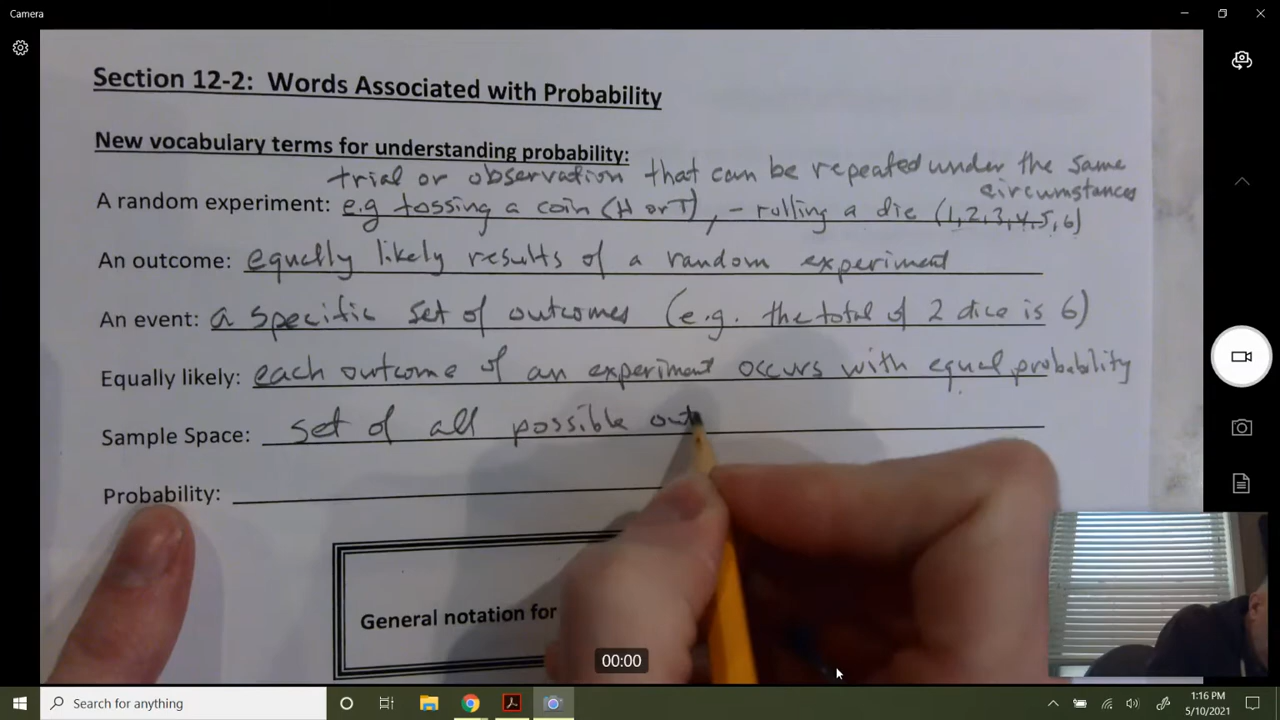 Camera
Section 12-2: Words Associated with Probability
New vocabulary terms for understanding probability:
trial or observation that can be repeated under the same
circumstances
A random experiment: e.g tossing a coin (H or T), - rolling a die (1,2,3,4,5,6)
An outcome: equally likely results of a random experiment
An event: a specific set of outcomes (e.g. the total of 2 dice is 6)
Equally likely: each outcome of an experiment occurs with equal probability
Sample Space: set of all possible out
Probability:
General notation for
00:00
Search for anything
1:16 PM
5/10/2021